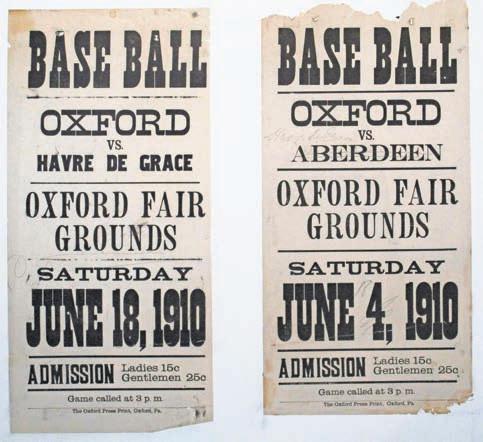 BASE BALL
OXFORD
VS.
HAVRE DE GRACE
OXFORD FAIR
GROUNDS
SATURDAY
JUNE 18, 1910
ADMISSION Ladies 15c
Gentlemen 25c
Game called at 3 p. m.
The Oxford Press Print, Oxford, Pa.
BASE BALL
OXFORD
VS.
ABERDEEN
OXFORD FAIR
GROUNDS
SATURDAY
JUNE 4, 1910
ADMISSION Ladies 15c
Gentlemen 25c
Game called at 3 p. m.
The Oxford Press Print, Oxford, Pa.